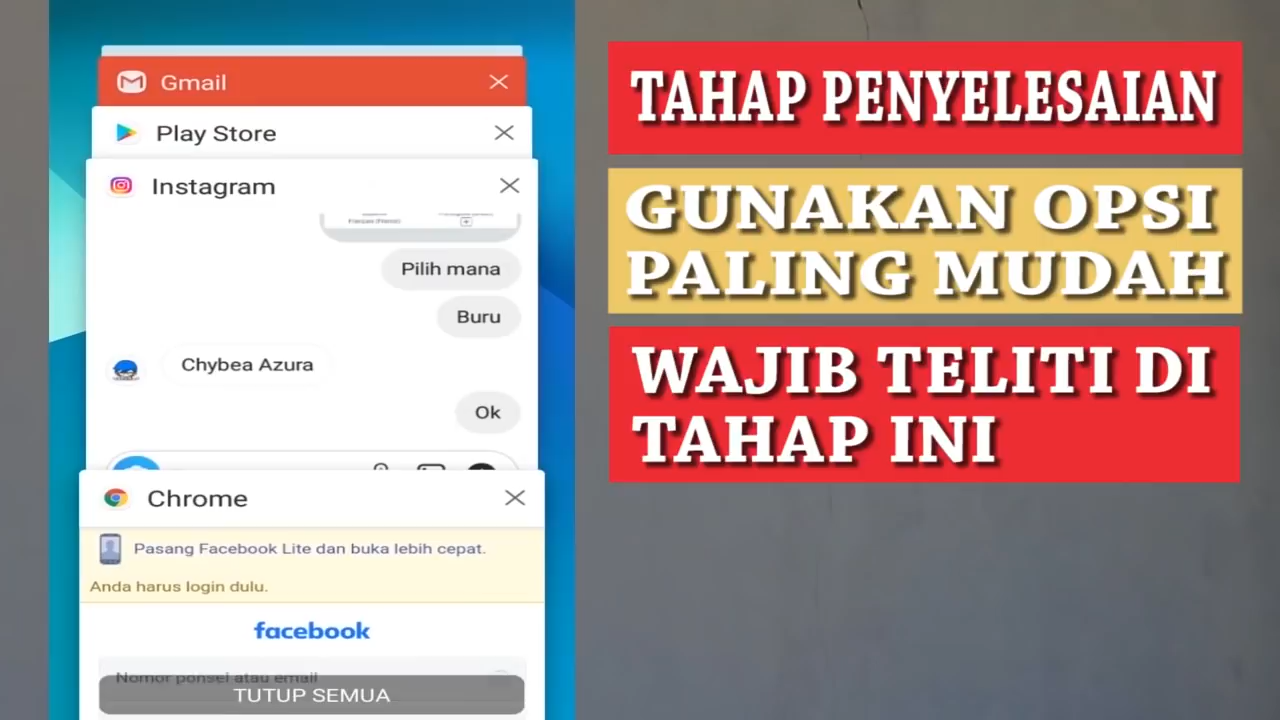 Gmail
Play Store
Instagram
Pilih mana
Buru
Chybea Azura
Ok
Chrome
Pasang Facebook Lite dan buka lebih cepat.
Anda harus login dulu.
facebook
Nomor ponsel atau email
TUTUP SEMUA
TAHAP PENYELESAIAN
GUNAKAN OPSI
PALING MUDAH
WAJIB TELITI DI
TAHAP INI